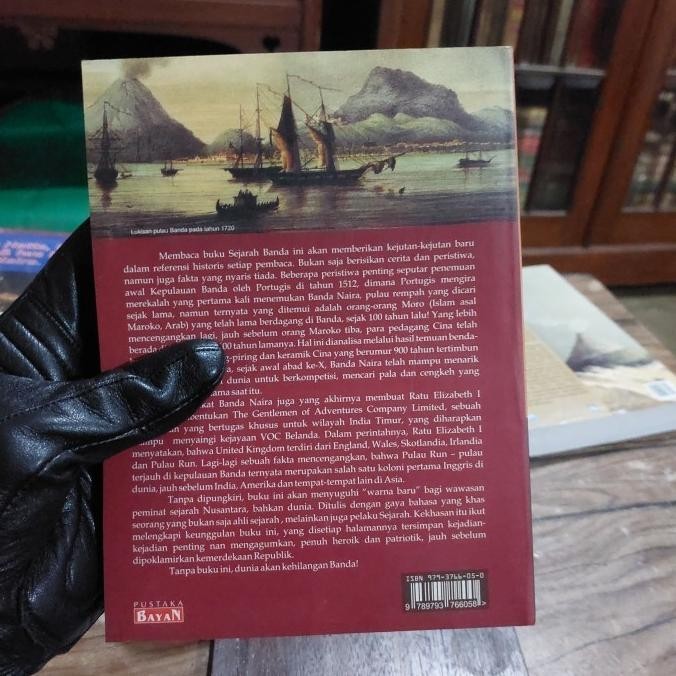 Lukisan pulau Banda pada tahun 1720
Membaca buku Sejarah Banda ini akan memberikan kejutan-kejutan baru
dalam referensi historis setiap pembaca. Bukan saja berisikan cerita dan peristiwa,
namun juga fakta yang nyaris tiada. Beberapa peristiwa penting seputar penemuan
awal Kepulauan Banda oleh Portugis di tahun 1512, dimana Portugis mengira
merekalah yang pertama kali menemukan Banda Naira, pulau rempah yang dicari
sejak lama, namun ternyata yang ditemui adalah orang-orang Moro (Islam asal
Maroko, Arab) yang telah lama berdagang di Banda, sejak 100 tahun lalu! Yang lebih
mencengangkan lagi, jauh sebelum orang Maroko tiba, para pedagang Cina telah
berada 00 tahun lamanya. Hal ini dianalisa melalui hasil temuan benda-
ng-piring dan keramik Cina yang berumur 900 tahun tertimbun
a, sejak awal abad ke-X, Banda Naira telah mampu menarik
dunia untuk berkompetisi, mencari pala dan cengkeh yang
ma saat itu.
kat Banda Naira juga yang akhirnya membuat Ratu Elizabeth I
bentukan The Gentlemen of Adventures Company Limited, sebuah
an yang bertugas khusus untuk wilayah India Timur, yang diharapkan
mpu menyaingi kejayaan VOC Belanda. Dalam perintahnya, Ratu Elizabeth I
menyatakan, bahwa United Kingdom terdiri dari England, Wales, Skotlandia, Irlandia
dan Pulau Run. Lagi-lagi sebuah fakta mencengangkan, bahwa Pulau Run – pulau
terjauh di kepulauan Banda ternyata merupakan salah satu koloni pertama Inggris di
dunia, jauh sebelum India, Amerika dan tempat-tempat lain di Asia.
Tanpa dipungkiri, buku ini akan menyuguhi "warna baru" bagi wawasan
peminat sejarah Nusantara, bahkan dunia. Ditulis dengan gaya bahasa yang khas
seorang yang bukan saja ahli sejarah, melainkan juga pelaku Sejarah. Kekhasan itu ikut
melengkapi keunggulan buku ini, yang disetiap halamannya tersimpan kejadian-
kejadian penting nan mengagumkan, penuh heroik dan patriotik, jauh sebelum
dipoklamirkan kemerdekaan Republik.
Tanpa buku ini, dunia akan kehilangan Banda!
ISBN 979-3766-05-0
9 789793 766058 >
PUSTAKA
BAYAN